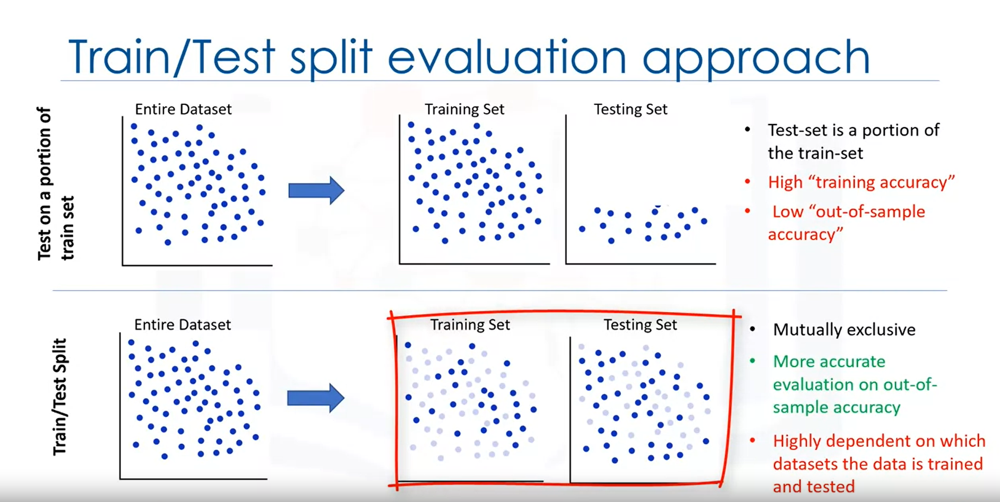 Train/Test split evaluation approach
Test on a portion of
train set
Entire Dataset
Training Set
Testing Set
• Test-set is a portion of
the train-set
• High “training accuracy”
• Low “out-of-sample
accuracy”
Train/Test Split
Entire Dataset
Training Set
Testing Set
• Mutually exclusive
• More accurate
evaluation on out-of-
sample accuracy
• Highly dependent on which
datasets the data is trained
and tested